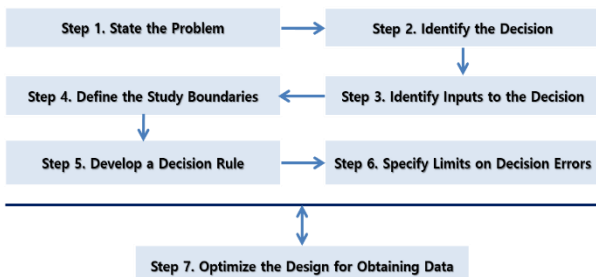 Step 1. State the Problem
Step 2. Identify the Decision
Step 3. Identify Inputs to the Decision
Step 4. Define the Study Boundaries
Step 5. Develop a Decision Rule
Step 6. Specify Limits on Decision Errors
Step 7. Optimize the Design for Obtaining Data